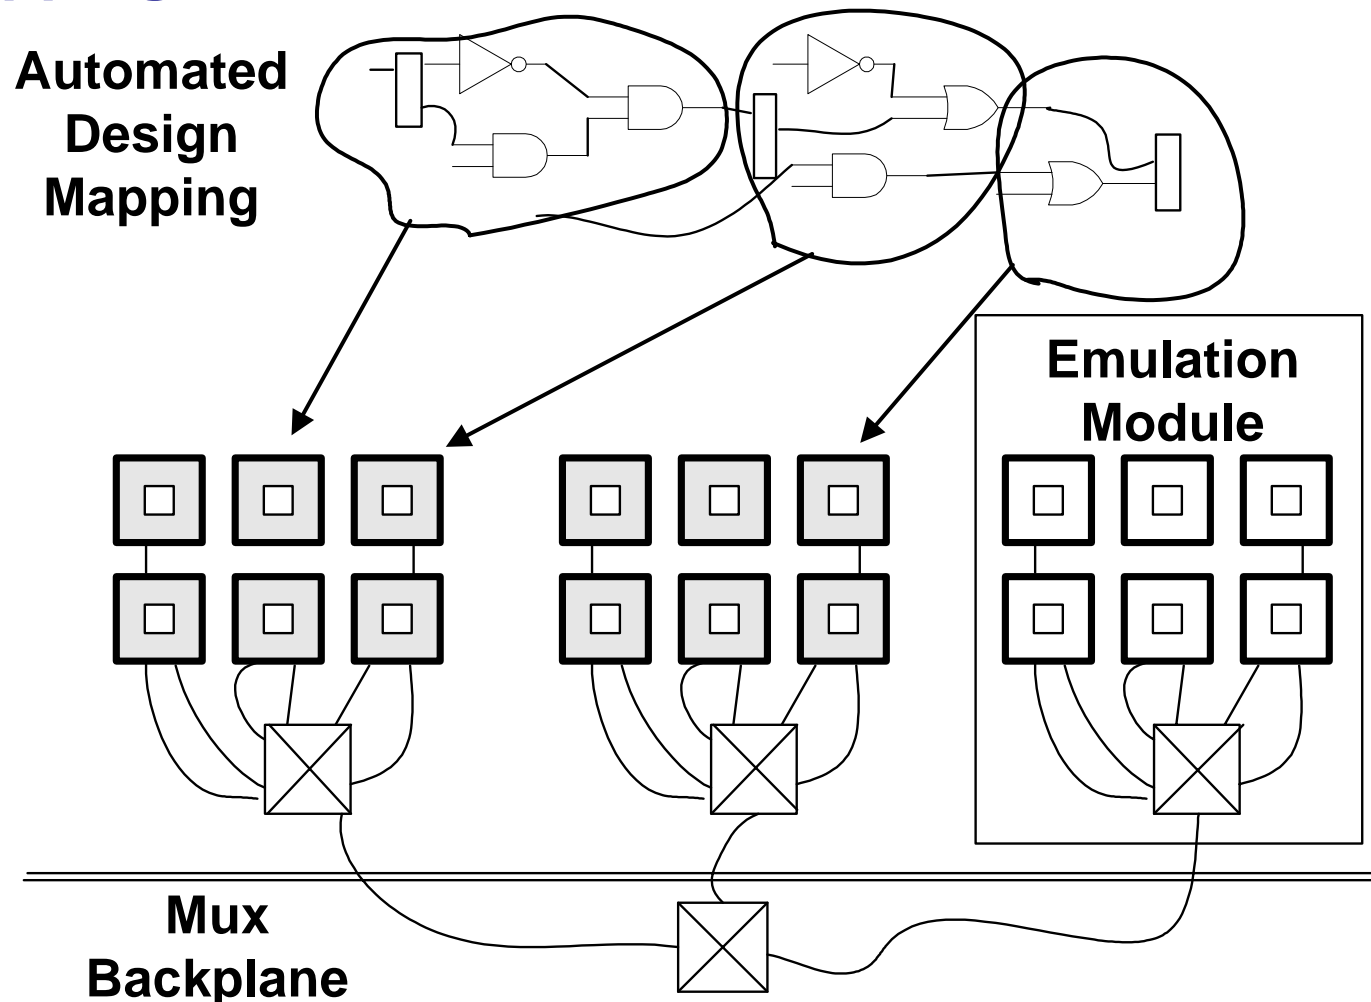 Automated
Design
Mapping
Emulation
Module
Mux
Backplane